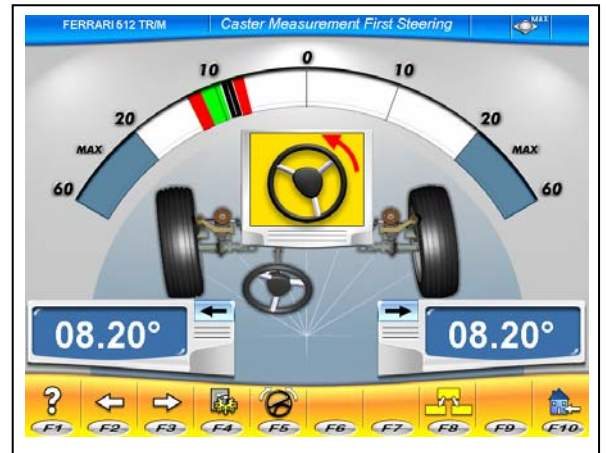 FERRARI 512 TR/M
Caster Measurement First Steering
MAX
60
MAX
20
10
0
10
20
MAX
60
08.20°
08.20°
?
F1
F2
F3
F4
F5
F6
F7
F8
F9
F10